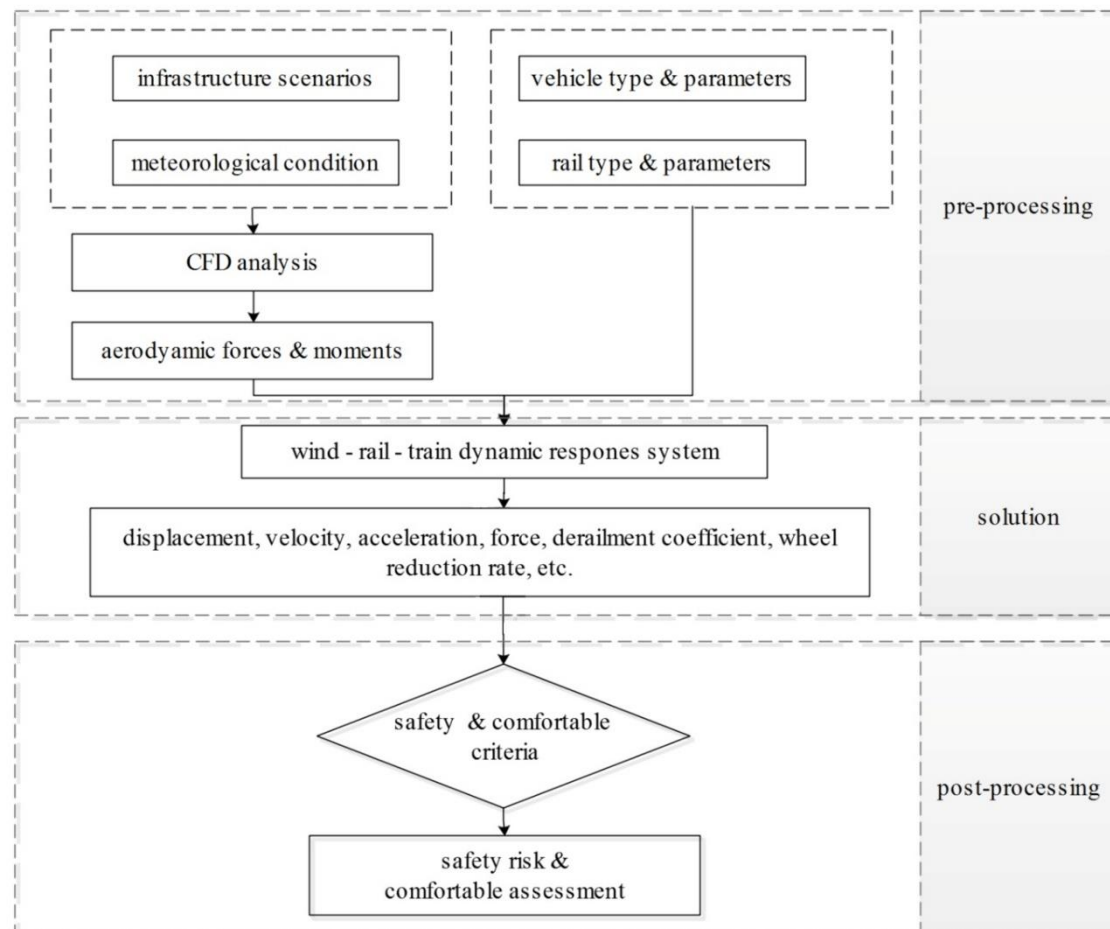 infrastructure scenarios
meteorological condition
vehicle type & parameters
rail type & parameters
CFD analysis
aerodyamic forces & moments
pre-processing
wind - rail - train dynamic respones system
displacement, velocity, acceleration, force, derailment coefficient, wheel
reduction rate, etc.
solution
safety & comfortable
criteria
safety risk &
comfortable assessment
post-processing